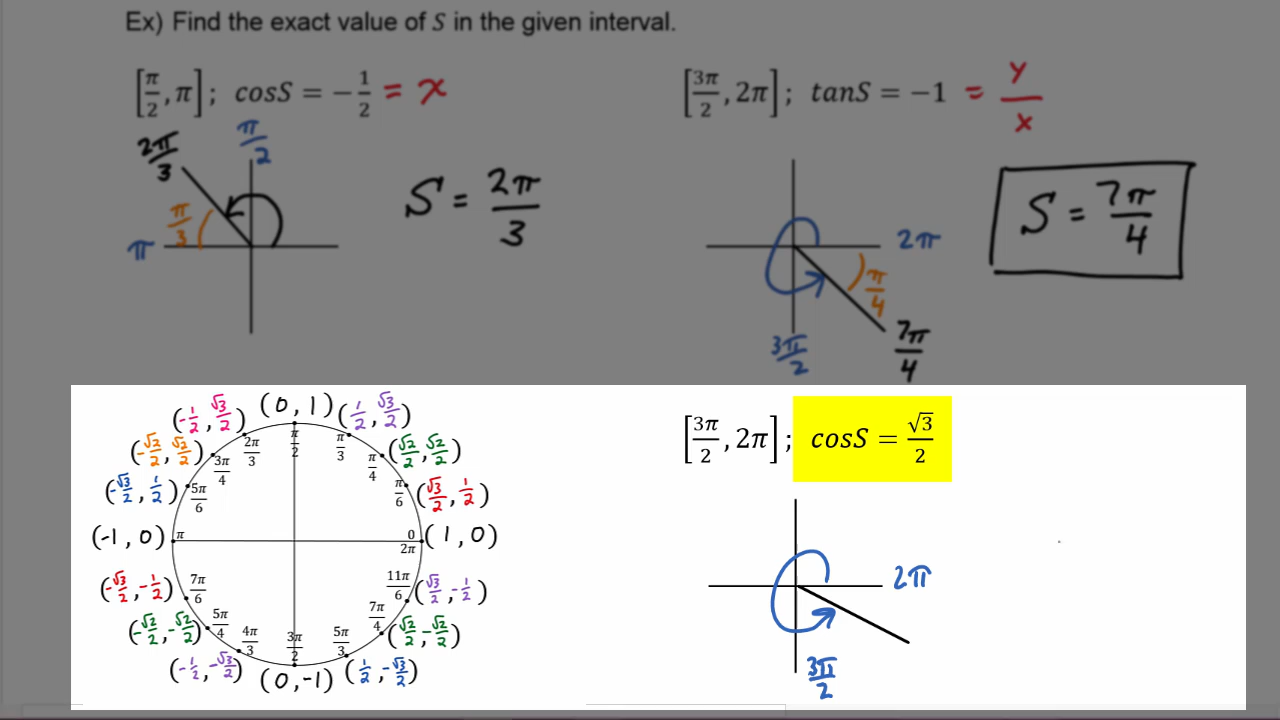 Ex) Find the exact value of S in the given interval.
[π/2, π]; cosS = −1/2 = x
[3π/2, 2π]; tanS = −1 = y/x
2π/3
π/2
π/3
π
S = 2π/3
2π
π/4
7π/4
3π/2
S = 7π/4
(0, 1)
(-1/2, √3/2)
(1/2, √3/2)
(-√2/2, √2/2)
(√2/2, √2/2)
(-√3/2, 1/2)
(√3/2, 1/2)
(-1, 0)
(1, 0)
(-√3/2, -1/2)
(√3/2, -1/2)
(-√2/2, -√2/2)
(√2/2 -√2/2)
(-1/2, -√3/2)
(1/2, -√3/2)
(0, -1)
π/2
2π/3
π/3
3π/4
π/4
5π/6
π/6
π
0
2π
7π/6
11π/6
5π/4
7π/4
4π/3
5π/3
3π/2
[3π/2, 2π]; cosS = √3/2
2π
3π/2